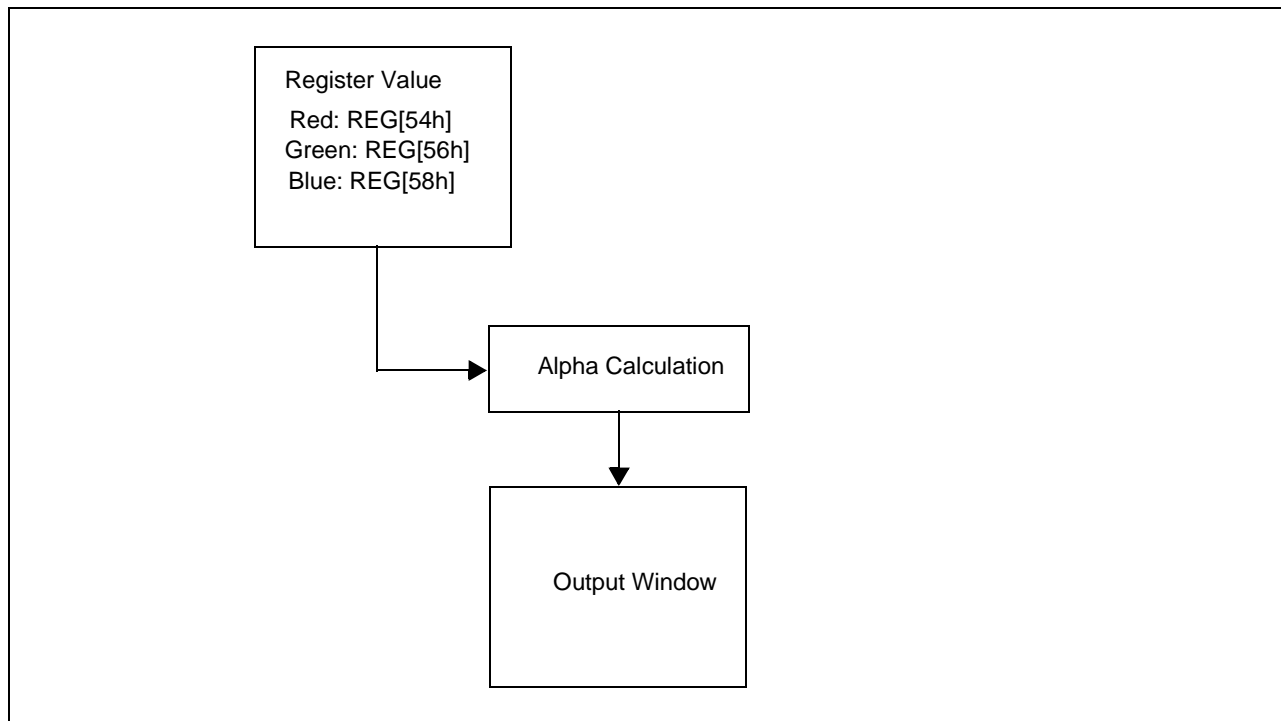 Register Value
Red: REG[54h]
Green: REG[56h]
Blue: REG[58h]
Alpha Calculation
Output Window